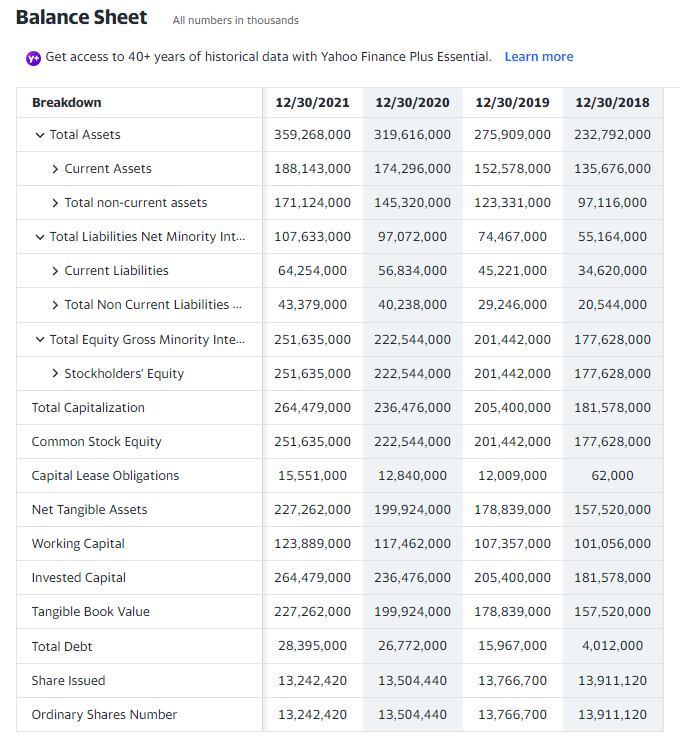 Balance Sheet All numbers in thousands
Y+ Get access to 40+ years of historical data with Yahoo Finance Plus Essential. Learn more
Breakdown 12/30/2021 12/30/2020 12/30/2019 12/30/2018
Total Assets 359,268,000 319,616,000 275,909,000 232,792,000
Current Assets 188,143,000 174,296,000 152,578,000 135,676,000
Total non-current assets 171,124,000 145,320,000 123,331,000 97,116,000
Total Liabilities Net Minority Int... 107,633,000 97,072,000 74,467,000 55,164,000
Current Liabilities 64,254,000 56,834,000 45,221,000 34,620,000
Total Non Current Liabilities ... 43,379,000 40,238,000 29,246,000 20,544,000
Total Equity Gross Minority Inte... 251,635,000 222,544,000 201,442,000 177,628,000
Stockholders' Equity 251,635,000 222,544,000 201,442,000 177,628,000
Total Capitalization 264,479,000 236,476,000 205,400,000 181,578,000
Common Stock Equity 251,635,000 222,544,000 201,442,000 177,628,000
Capital Lease Obligations 15,551,000 12,840,000 12,009,000 62,000
Net Tangible Assets 227,262,000 199,924,000 178,839,000 157,520,000
Working Capital 123,889,000 117,462,000 107,357,000 101,056,000
Invested Capital 264,479,000 236,476,000 205,400,000 181,578,000
Tangible Book Value 227,262,000 199,924,000 178,839,000 157,520,000
Total Debt 28,395,000 26,772,000 15,967,000 4,012,000
Share Issued 13,242,420 13,504,440 13,766,700 13,911,120
Ordinary Shares Number 13,242,420 13,504,440 13,766,700 13,911,120